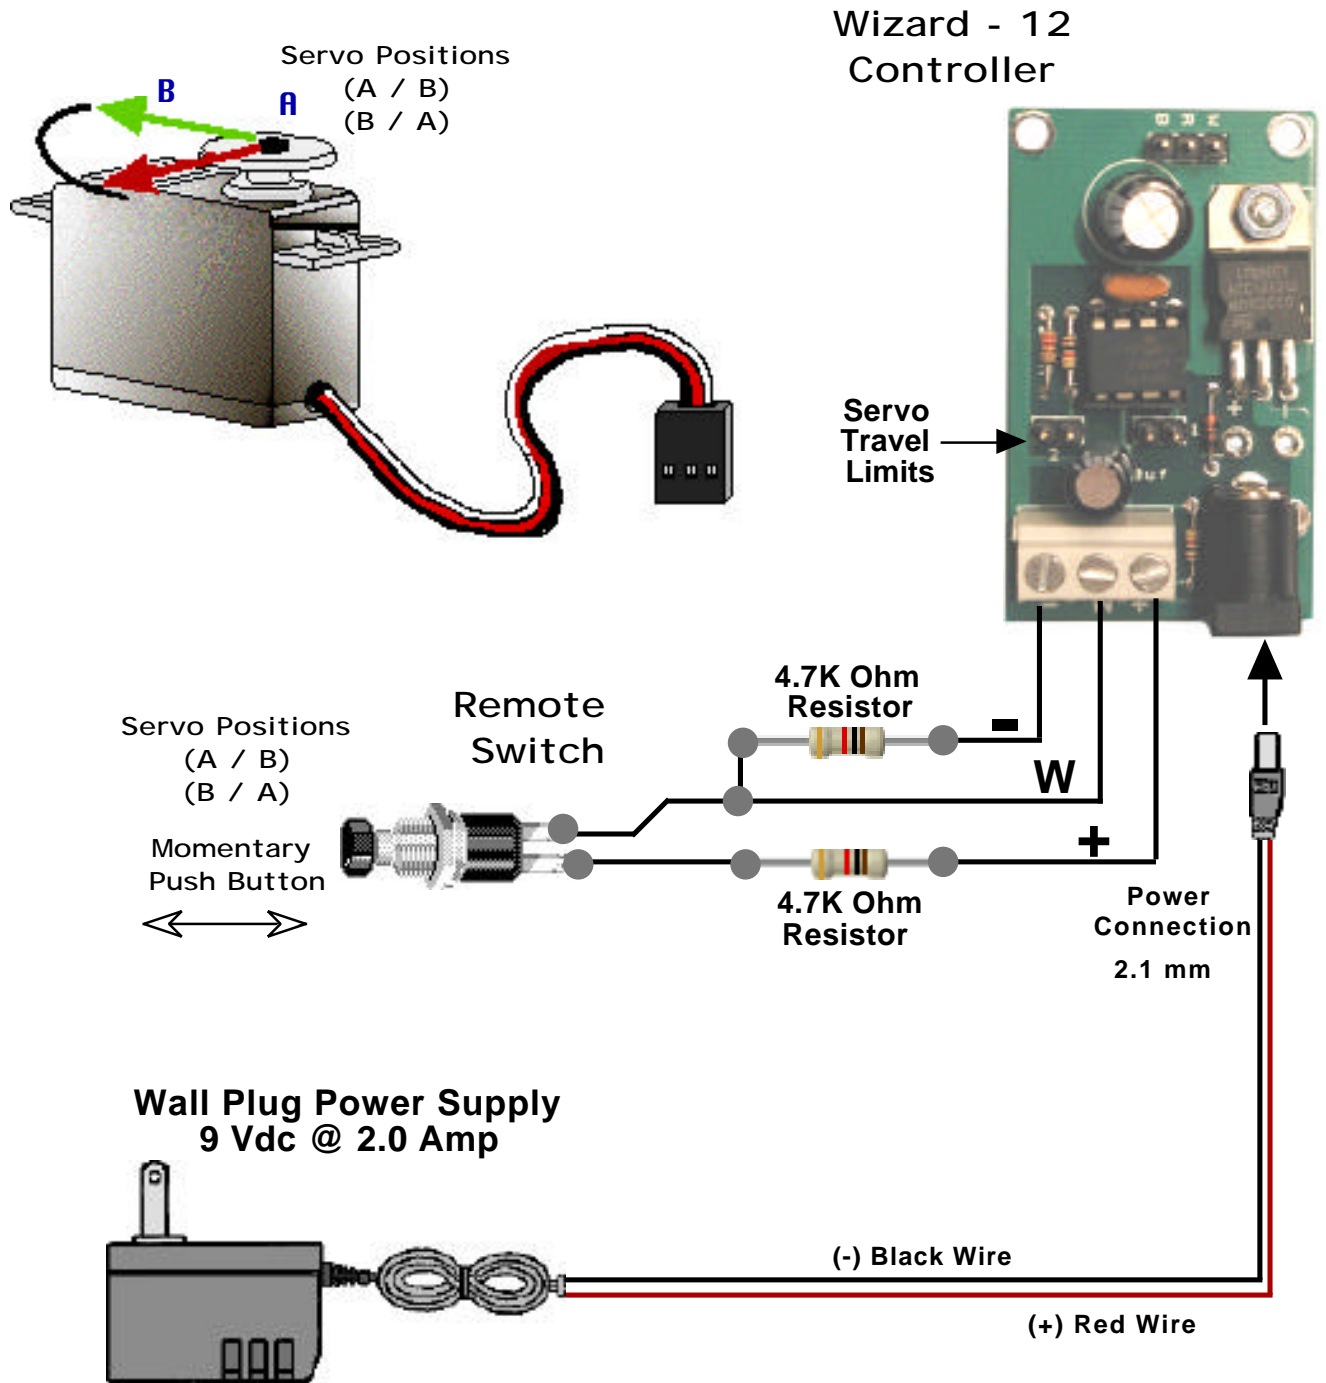 Wizard - 12
Controller
Servo Positions
(A / B)
(B / A)
B
A
B R W
Servo
Travel
Limits
+
-
2
1
-
+
4.7K Ohm
Resistor
-
Remote
Switch
W
Servo Positions
(A / B)
(B / A)
+
Momentary
Push Button
4.7K Ohm
Resistor
Power
Connection
2.1 mm
Wall Plug Power Supply
9 Vdc @ 2.0 Amp
(-) Black Wire
(+) Red Wire